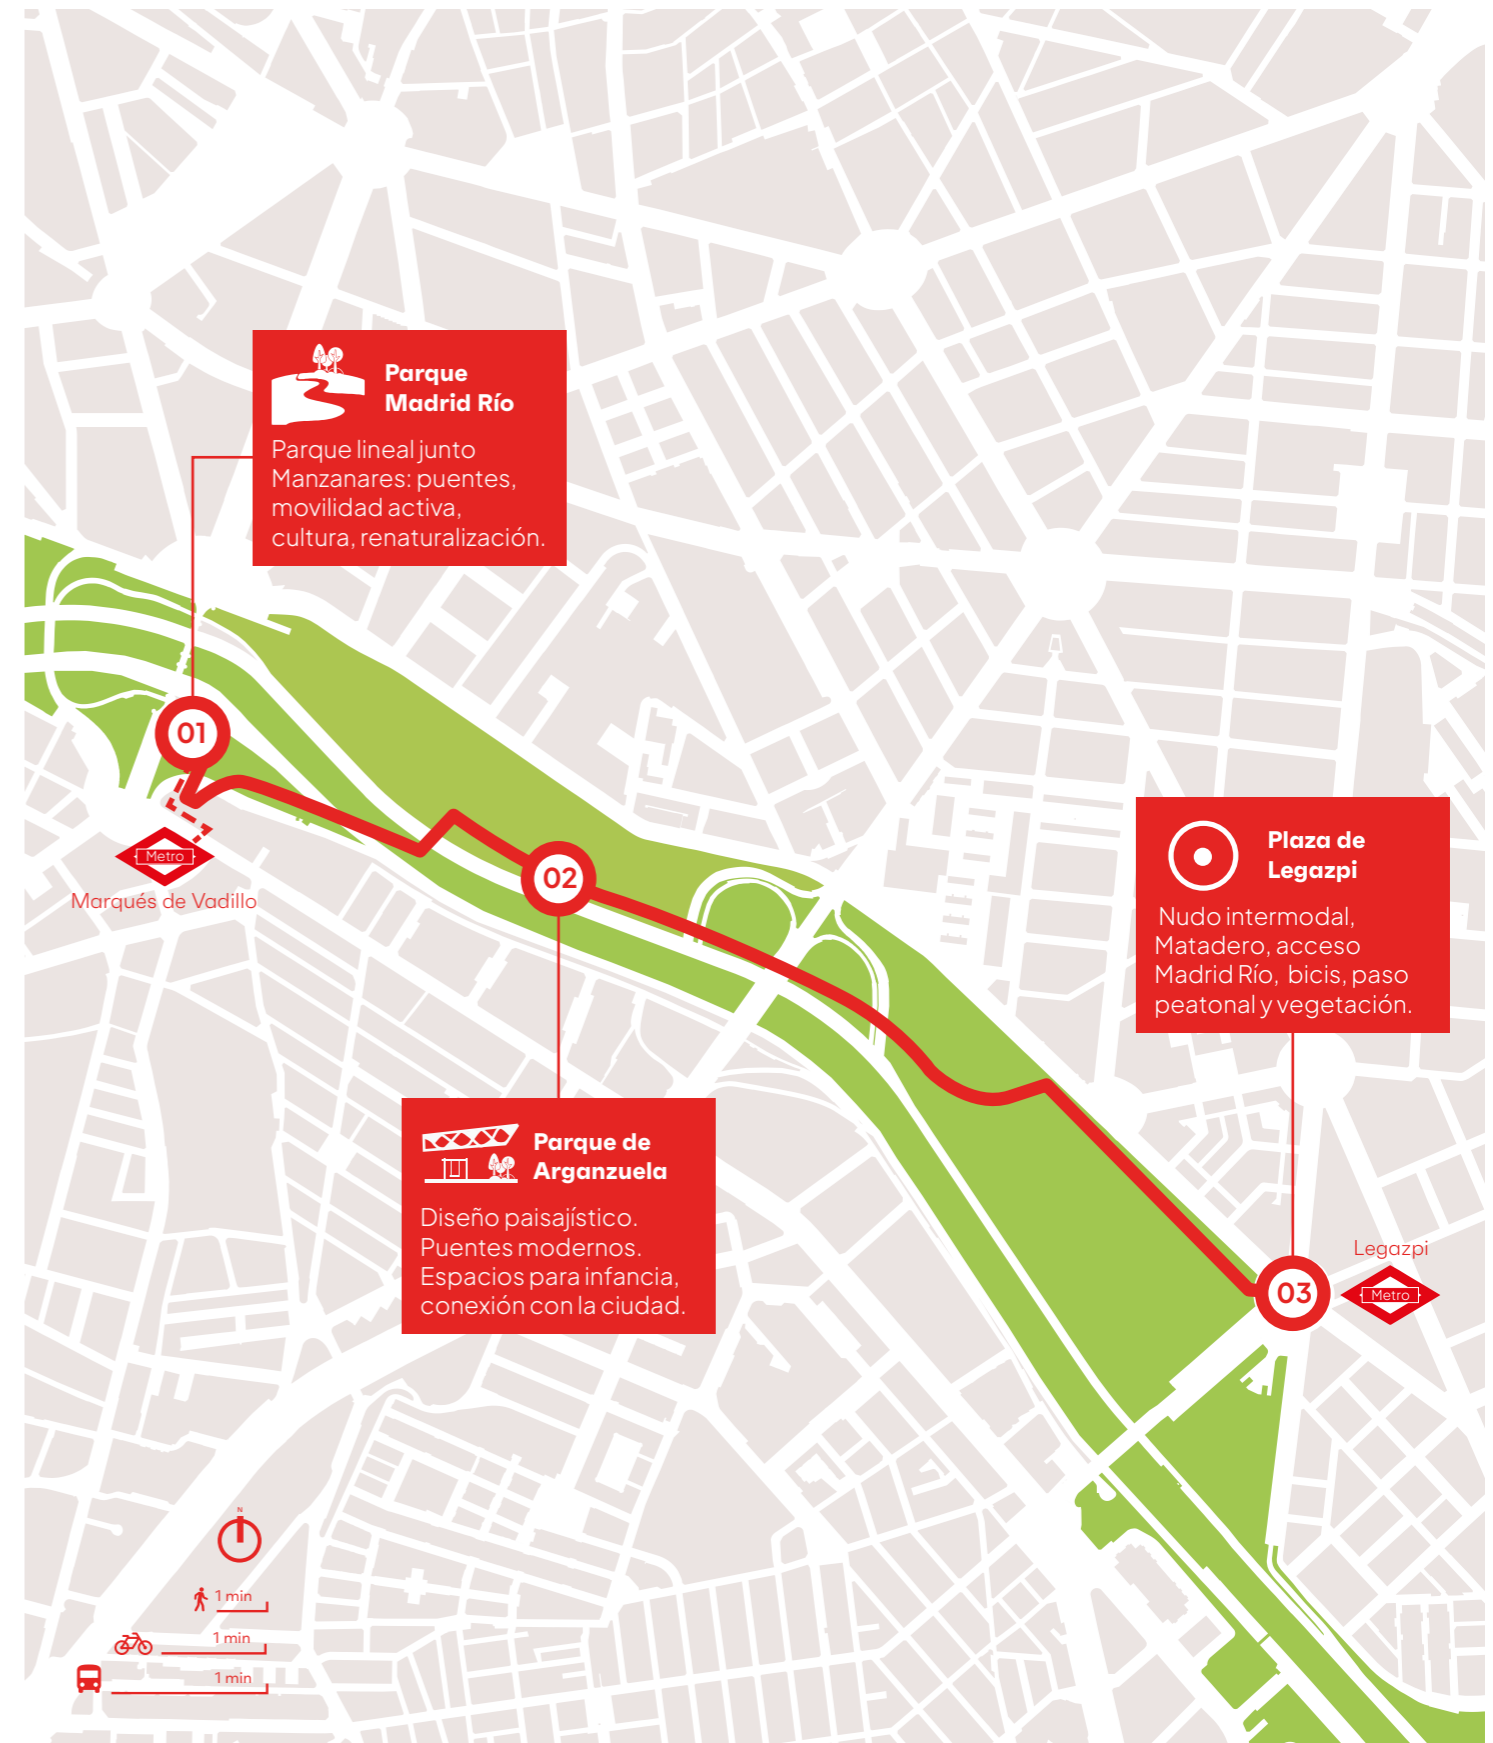 Parque
Madrid Río
Parque lineal junto
Manzanares: puentes,
movilidad activa,
cultura, renaturalización.
01
Metro
Marqués de Vadillo
02
Plaza de
Legazpi
Nudo intermodal,
Matadero, acceso
Madrid Río, bicis, paso
peatonal y vegetación.
Parque de
Arganzuela
Diseño paisajístico.
Puentes modernos.
Espacios para infancia,
conexión con la ciudad.
Legazpi
03
Metro
N
1 min
1 min
1 min